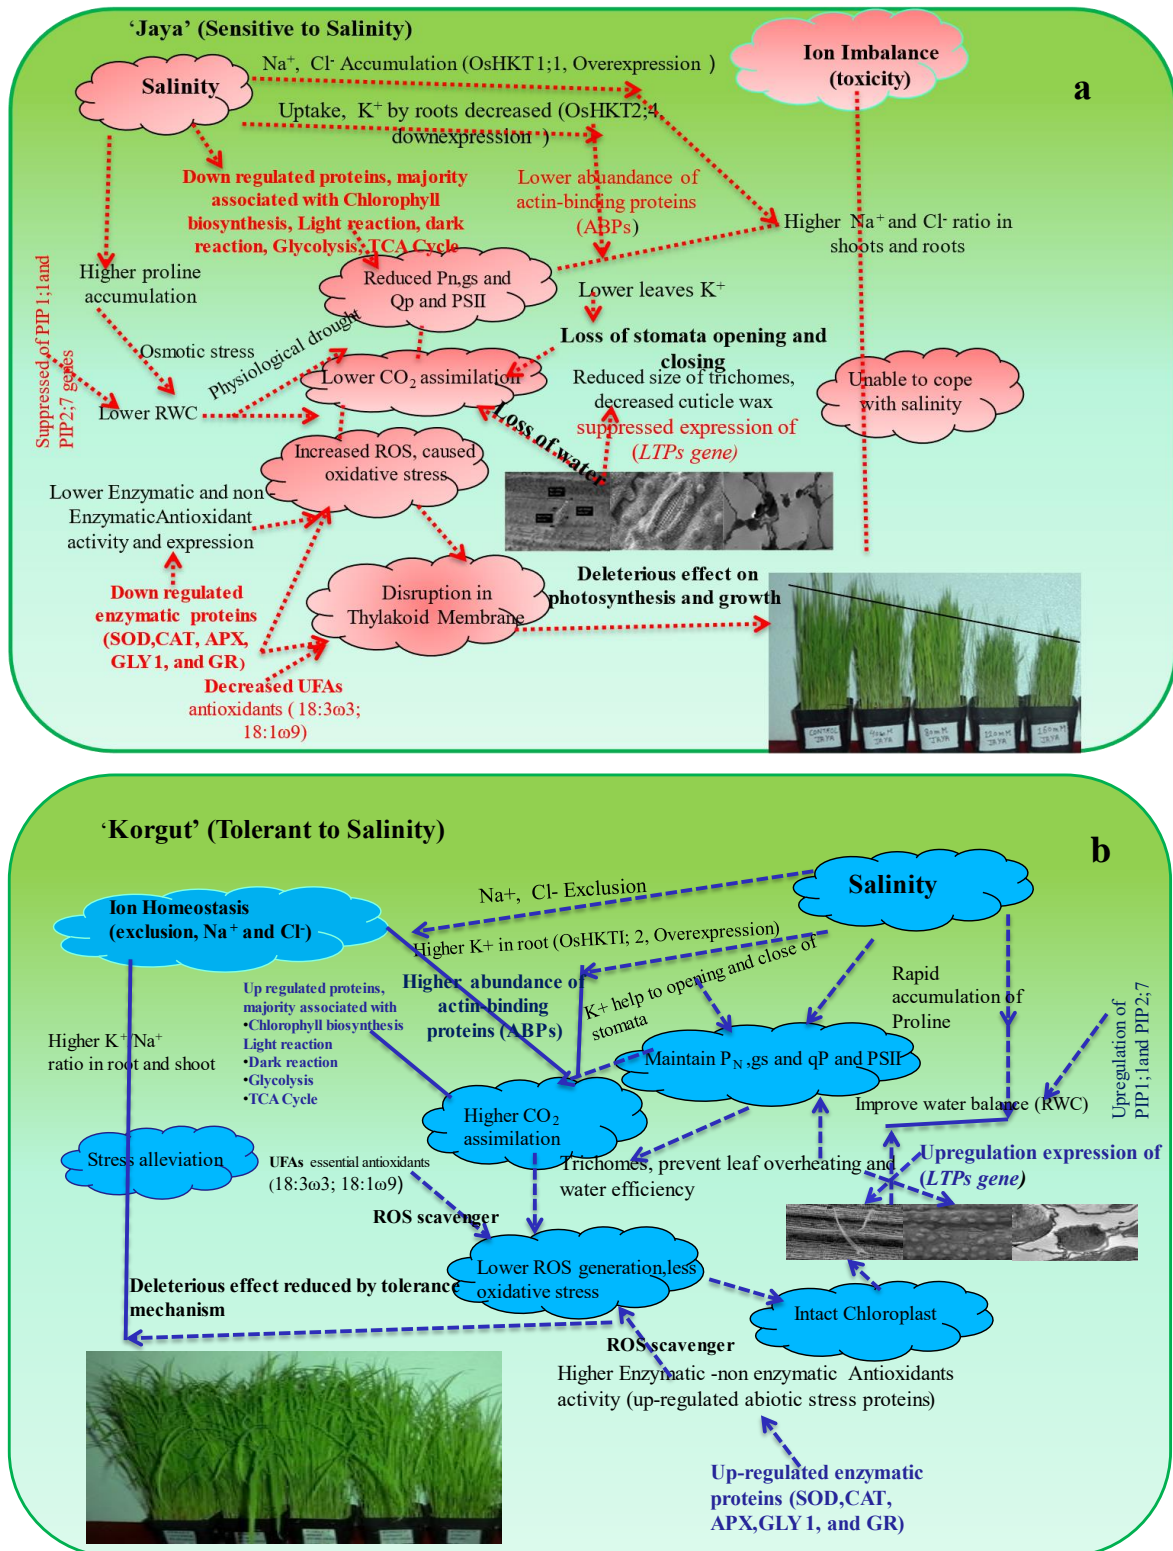 ‘Jaya’ (Sensitive to Salinity)
Ion Imbalance
(toxicity)
a
Salinity
Na+, Cl- Accumulation (OsHKT1;1, Overexpression )
Uptake, K+ by roots decreased (OsHKT2;4
downexpression )
Down regulated proteins, majority
associated with Chlorophyll
biosynthesis, Light reaction, dark
reaction, Glycolysis, TCA Cycle
Lower abuandance of
actin-binding proteins
(ABPs)
Higher Na+ and Cl- ratio in
shoots and roots
Higher proline
accumulation
Reduced Pn,gs and
Qp and PSII
Lower leaves K+
Suppressed of PIP1;1and
PIP2;7 genes
Osmotic stress
Physiological drought
Loss of stomata opening and
closing
Lower CO2 assimilation
Reduced size of trichomes,
decreased cuticle wax
suppressed expression of
(LTPs gene)
Unable to cope
with salinity
Lower RWC
Loss of water
Increased ROS, caused
oxidative stress
Lower Enzymatic and non -
EnzymaticAntioxidant
activity and expression
Down regulated
enzymatic proteins
(SOD,CAT, APX,
GLY1, and GR)
Disruption in
Thylakoid Membrane
Deleterious effect on
photosynthesis and growth
Decreased UFAs
antioxidants ( 18:3ω3;
18:1ω9)
CONTROL
JAYA
40mM
JAYA
80mM
JAYA
120mM
JAYA
160mM
JAYA
‘Korgut’ (Tolerant to Salinity)
b
Salinity
Na+, Cl- Exclusion
Ion Homeostasis
(exclusion, Na+ and Cl-)
Higher K+ in root (OsHKTI; 2, Overexpression)
K+ help to opening and close of
stomata
Higher abundance of
actin-binding
proteins (ABPs)
Rapid
accumulation of
Proline
Up regulated proteins,
majority associated with
•Chlorophyll biosynthesis
Light reaction
•Dark reaction
•Glycolysis
•TCA Cycle
Upregulation of
PIP1;1and PIP2;7
Higher K+/Na+
ratio in root and shoot
Maintain PN,gs and qP and PSII
Improve water balance (RWC)
Higher CO2
assimilation
Stress alleviation
UFAs essential antioxidants
(18:3ω3; 18:1ω9)
Trichomes, prevent leaf overheating and
water efficiency
Upregulation expression of
(LTPs gene)
ROS scavenger
Lower ROS generation,less
oxidative stress
Deleterious effect reduced by tolerance
mechanism
Intact Chloroplast
ROS scavenger
Higher Enzymatic -non enzymatic Antioxidants
activity (up-regulated abiotic stress proteins)
Up-regulated enzymatic
proteins (SOD,CAT,
APX,GLY1, and GR)